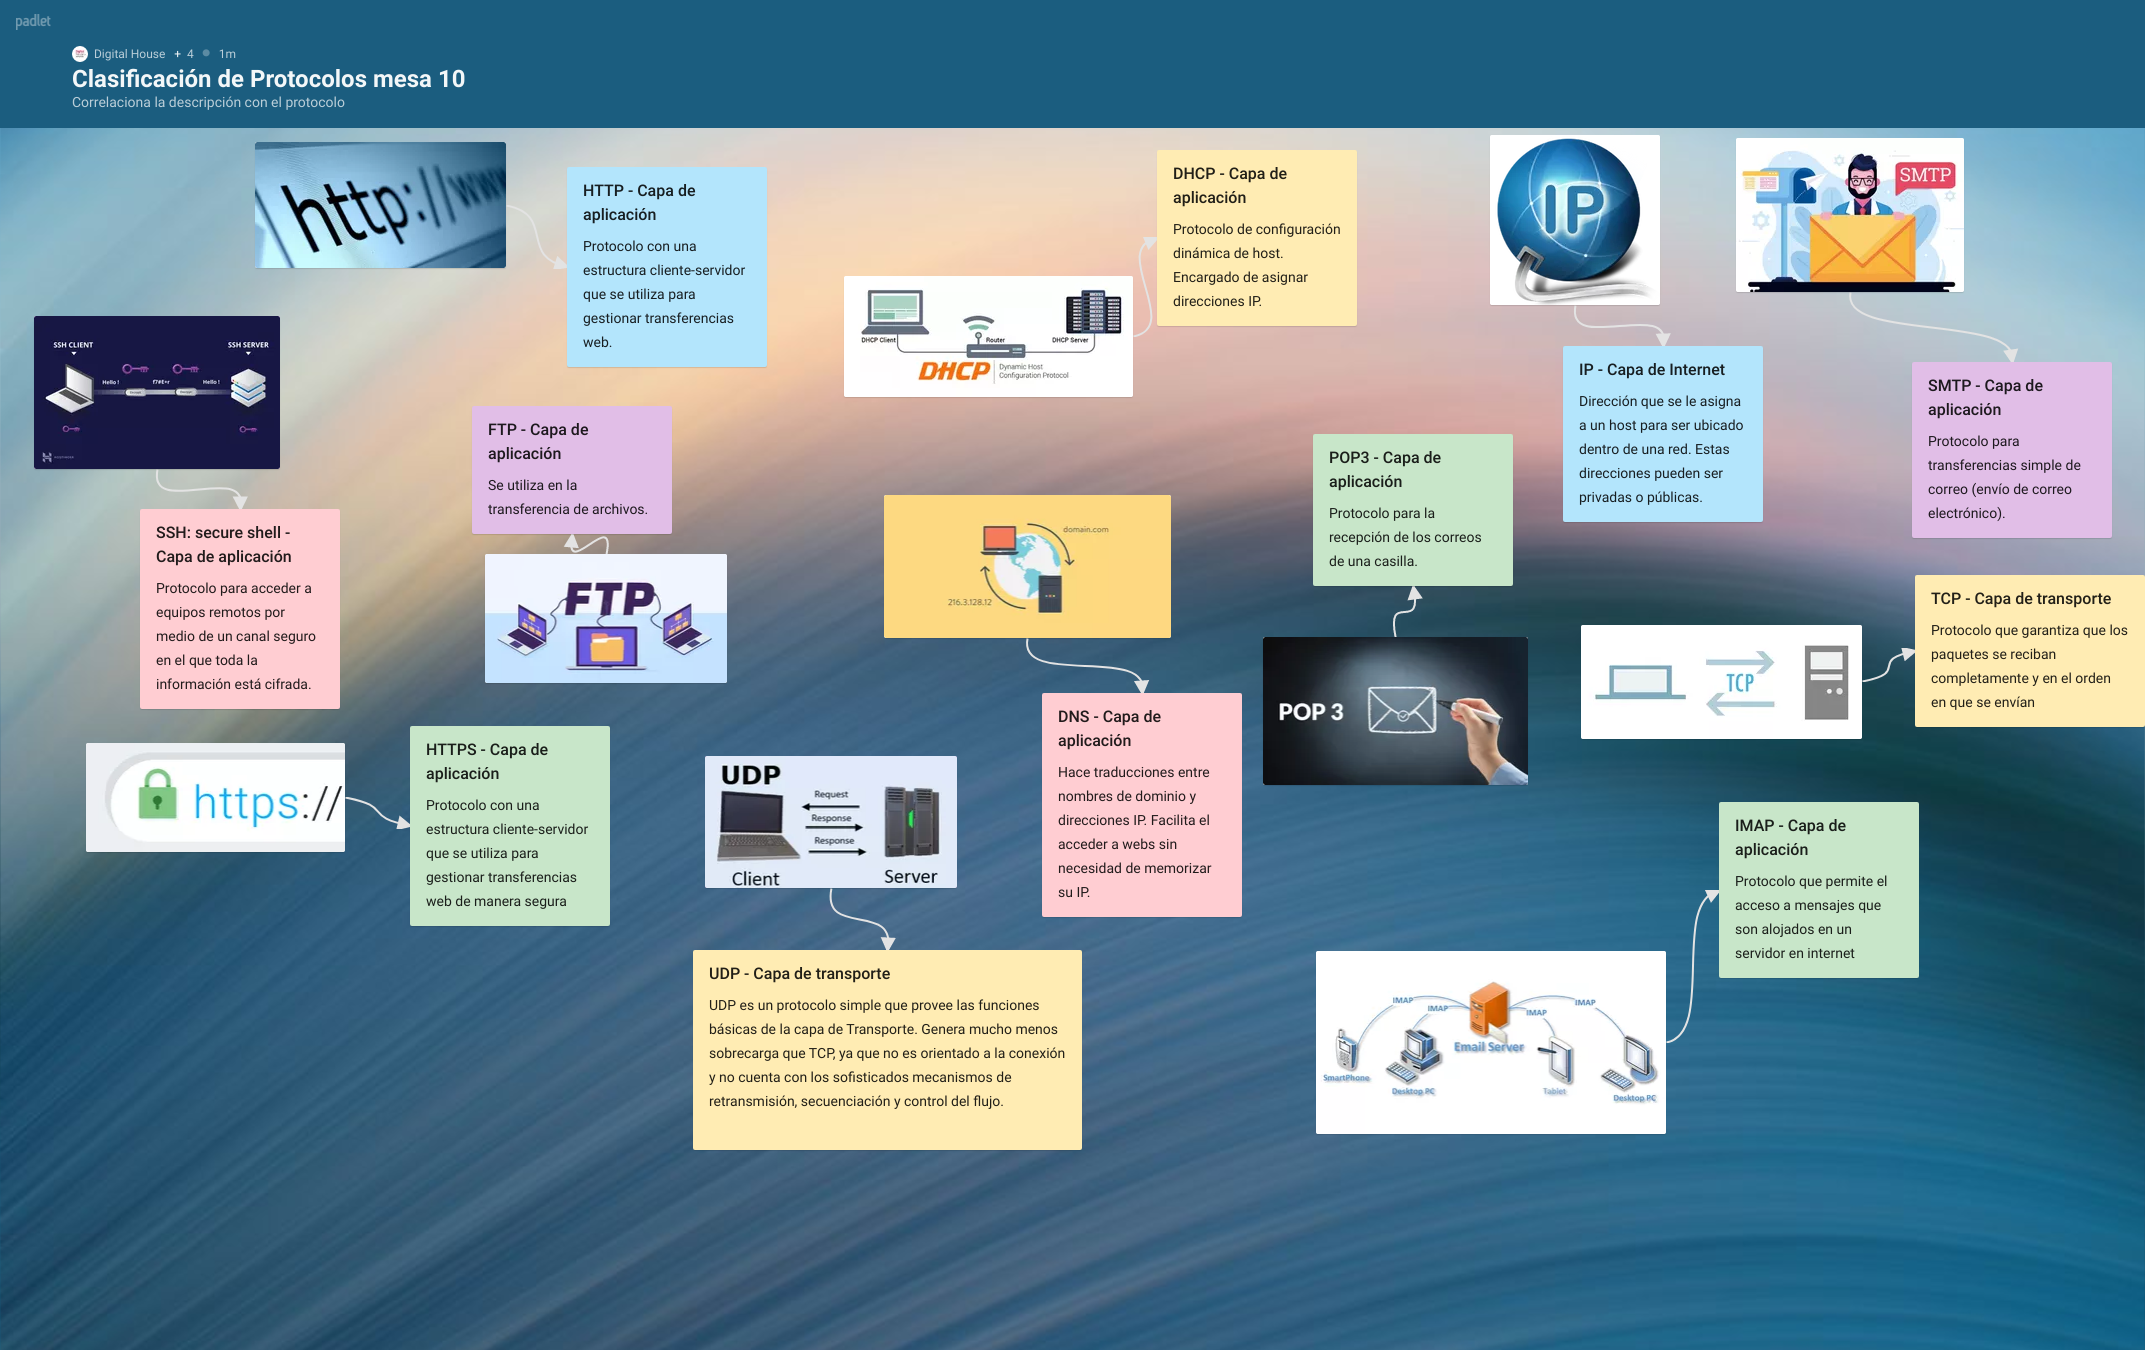 padlet
Digital House + 4 1m
Clasificación de Protocolos mesa 10
Correlaciona la descripción con el protocolo
http://www
HTTP - Capa de
aplicación
Protocolo con una
estructura cliente-servidor
que se utiliza para
gestionar transferencias
web.
DHCP - Capa de
aplicación
Protocolo de configuración
dinámica de host.
Encargado de asignar
direcciones IP.
DHCP Client
Router
DHCP Server
DHCP
Dynamic Host
Configuration Protocol
IP
SMTP
IP - Capa de Internet
Dirección que se le asigna
a un host para ser ubicado
dentro de una red. Estas
direcciones pueden ser
privadas o públicas.
SMTP - Capa de
aplicación
Protocolo para
transferencias simple de
correo (envío de correo
electrónico).
SSH CLIENT
SSH SERVER
Hello !
Hello !
SSH: secure shell -
Capa de aplicación
Protocolo para acceder a
equipos remotos por
medio de un canal seguro
en el que toda la
información está cifrada.
FTP - Capa de
aplicación
Se utiliza en la
transferencia de archivos.
FTP
domain.com
216.3.128.12
POP3 - Capa de
aplicación
Protocolo para la
recepción de los correos
de una casilla.
POP 3
TCP
TCP - Capa de transporte
Protocolo que garantiza que los
paquetes se reciban
completamente y en el orden
en que se envían
https://
HTTPS - Capa de
aplicación
Protocolo con una
estructura cliente-servidor
que se utiliza para
gestionar transferencias
web de manera segura
UDP
Request
Response
Response
Client
Server
DNS - Capa de
aplicación
Hace traducciones entre
nombres de dominio y
direcciones IP. Facilita el
acceder a webs sin
necesidad de memorizar
su IP.
UDP - Capa de transporte
UDP es un protocolo simple que provee las funciones
básicas de la capa de Transporte. Genera mucho menos
sobrecarga que TCP, ya que no es orientado a la conexión
y no cuenta con los sofisticados mecanismos de
retransmisión, secuenciación y control del flujo.
IMAP - Capa de
aplicación
Protocolo que permite el
acceso a mensajes que
son alojados en un
servidor en internet
IMAP
IMAP
IMAP
IMAP
Email Server
SmartPhone
Desktop PC
Tablet
Desktop PC